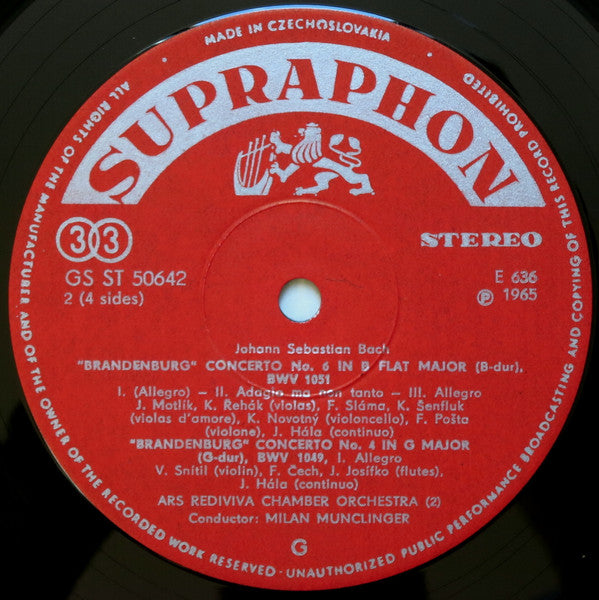 MADE IN CZECHOSLOVAKIA
SUPRAPHON
33
STEREO
GS ST 50642
E 636
2 (4 sides)
℗ 1965
Johann Sebastian Bach
"BRANDENBURG" CONCERTO No. 6 IN B FLAT MAJOR (B-dur),
BWV 1051
I. (Allegro) - II. Adagio ma non tanto - III. Allegro
J. Motlík, K. Řehák (violas), F. Sláma, K. Šenfluk
(violas d'amore), K. Novotný (violoncello), F. Pošta
(violone), J. Hála (continuo)
"BRANDENBURG" CONCERTO No. 4 IN G MAJOR
(G-dur), BWV 1049, I. Allegro
V. Snítil (violin), F. Čech, J. Josífko (flutes),
J. Hála (continuo)
ARS REDIVIVA CHAMBER ORCHESTRA (2)
Conductor: MILAN MUNCLINGER
G
ALL RIGHTS OF THE MANUFACTURER AND OF THE OWNER OF THE RECORDED WORK RESERVED - UNAUTHORIZED PUBLIC PERFORMANCE BROADCASTING AND COPYING OF THIS RECORD PROHIBITED